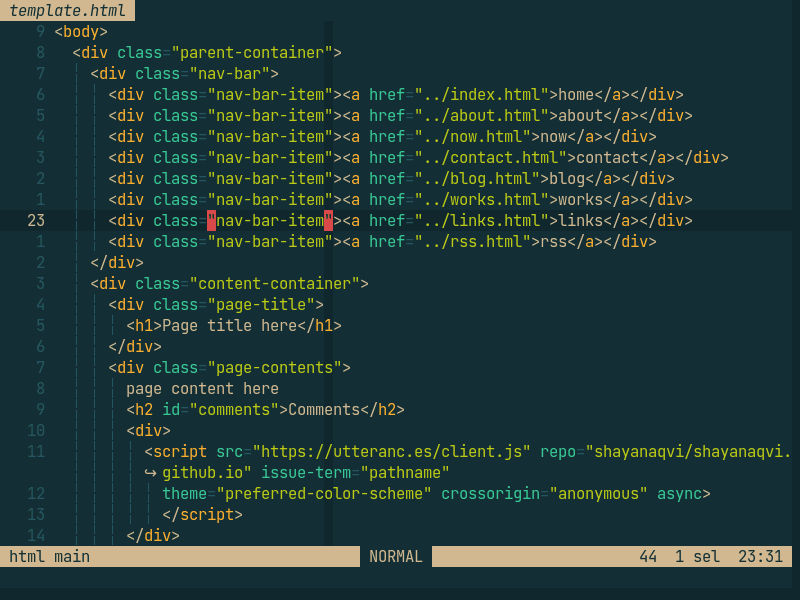 template.html
9 <body>
8   <div class="parent-container">
7     <div class="nav-bar">
6       <div class="nav-bar-item"><a href="../index.html">home</a></div>
5       <div class="nav-bar-item"><a href="../about.html">about</a></div>
4       <div class="nav-bar-item"><a href="../now.html">now</a></div>
3       <div class="nav-bar-item"><a href="../contact.html">contact</a></div>
2       <div class="nav-bar-item"><a href="../blog.html">blog</a></div>
1       <div class="nav-bar-item"><a href="../works.html">works</a></div>
23       <div class="nav-bar-item"><a href="../links.html">links</a></div>
1       <div class="nav-bar-item"><a href="../rss.html">rss</a></div>
2     </div>
3     <div class="content-container">
4       <div class="page-title">
5         <h1>Page title here</h1>
6       </div>
7       <div class="page-contents">
8         page content here
9         <h2 id="comments">Comments</h2>
10         <div>
11           <script src="https://utteranc.es/client.js" repo="shayanaqvi/shayanaqvi.
↪ github.io" issue-term="pathname"
12             theme="preferred-color-scheme" crossorigin="anonymous" async>
13             </script>
14         </div>
html main NORMAL 44 1 sel 23:31